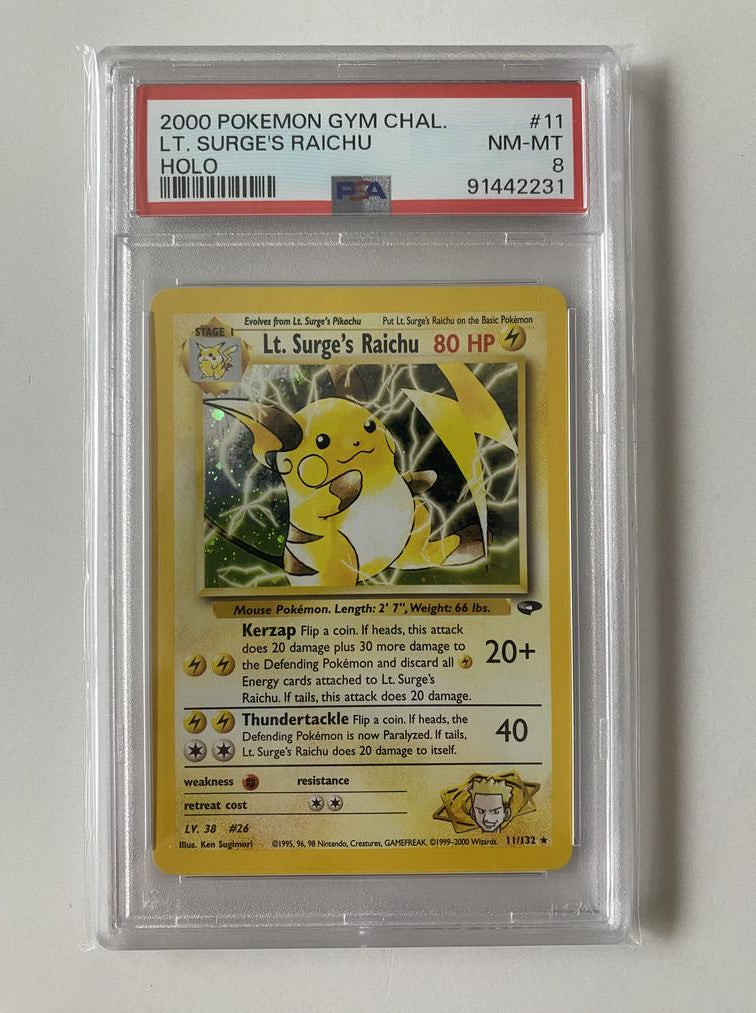 2000 POKEMON GYM CHAL. #11
LT. SURGE'S RAICHU NM-MT
HOLO 8
PSA 91442231
Evolves from Lt. Surge's Pikachu Put Lt. Surge's Raichu on the Basic Pokémon
STAGE 1
Lt. Surge's Raichu 80 HP
Mouse Pokémon. Length: 2' 7", Weight: 66 lbs.
Kerzap Flip a coin. If heads, this attack
does 20 damage plus 30 more damage to
the Defending Pokémon and discard all
Energy cards attached to Lt. Surge's
Raichu. If tails, this attack does 20 damage.
20+
Thundertackle Flip a coin. If heads, the
Defending Pokémon is now Paralyzed. If tails,
Lt. Surge's Raichu does 20 damage to itself.
40
weakness resistance
retreat cost
LV. 38 #26
Illus. Ken Sugimori ©1995, 96, 98 Nintendo, Creatures, GAMEFREAK. ©1999-2000 Wizards. 11/132 ★